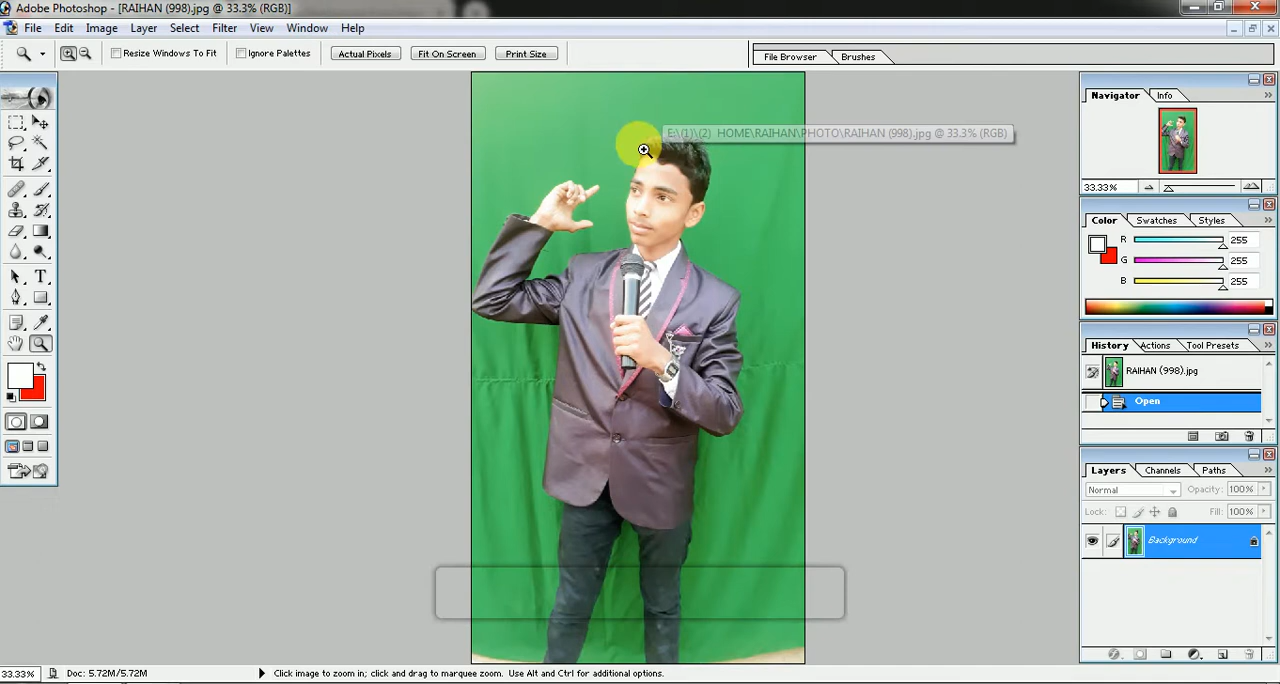 Adobe Photoshop - [RAIHAN (998).jpg @ 33.3% (RGB)]
File Edit Image Layer Select Filter View Window Help
Resize Windows To Fit Ignore Palettes Actual Pixels Fit On Screen Print Size File Browser Brushes
E:\(1)\(2) HOME\RAIHAN\PHOTO\RAIHAN (998).jpg @ 33.3% (RGB)
Navigator Info
33.33%
Color Swatches Styles
R 255
G 255
B 255
History Actions Tool Presets
RAIHAN (998).jpg
Open
Layers Channels Paths
Normal Opacity: 100%
Lock: Fill: 100%
Background
33.33% Doc: 5.72M/5.72M Click image to zoom in; click and drag to marquee zoom. Use Alt and Ctrl for additional options.